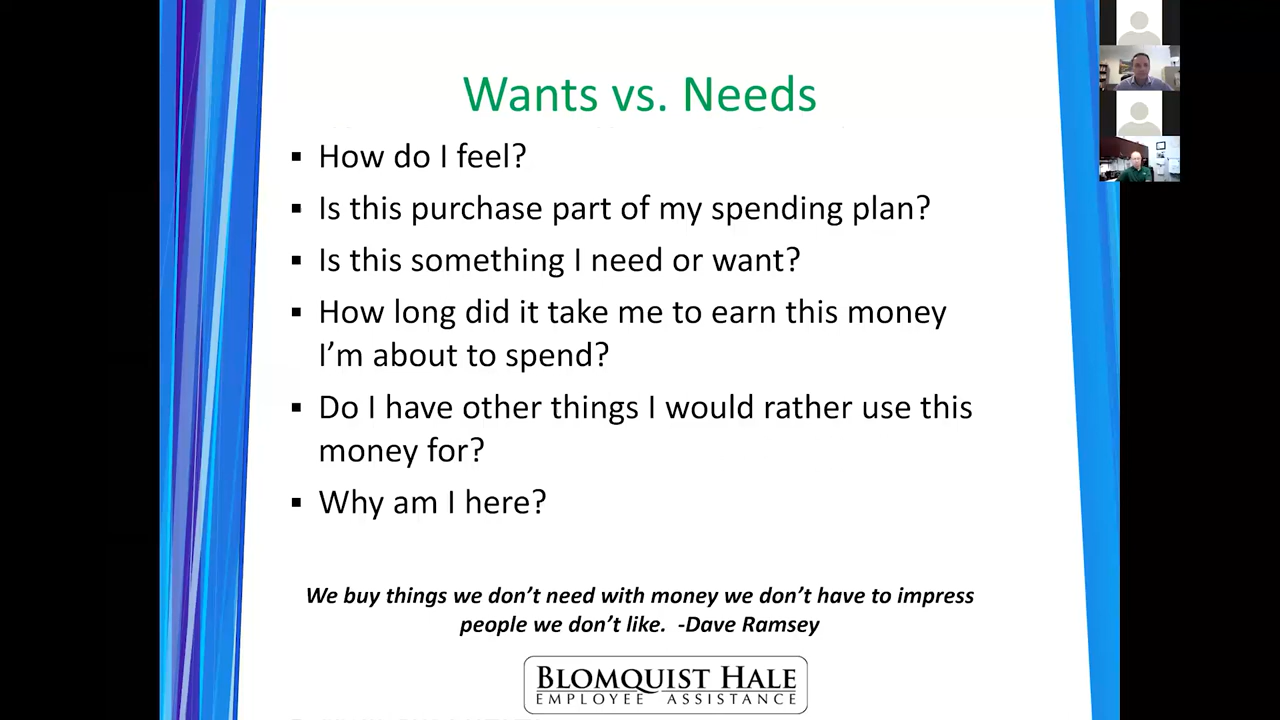 Wants vs. Needs
▪ How do I feel?
▪ Is this purchase part of my spending plan?
▪ Is this something I need or want?
▪ How long did it take me to earn this money
I’m about to spend?
▪ Do I have other things I would rather use this
money for?
▪ Why am I here?
We buy things we don’t need with money we don’t have to impress
people we don’t like. -Dave Ramsey
BLOMQUIST HALE
EMPLOYEE ASSISTANCE